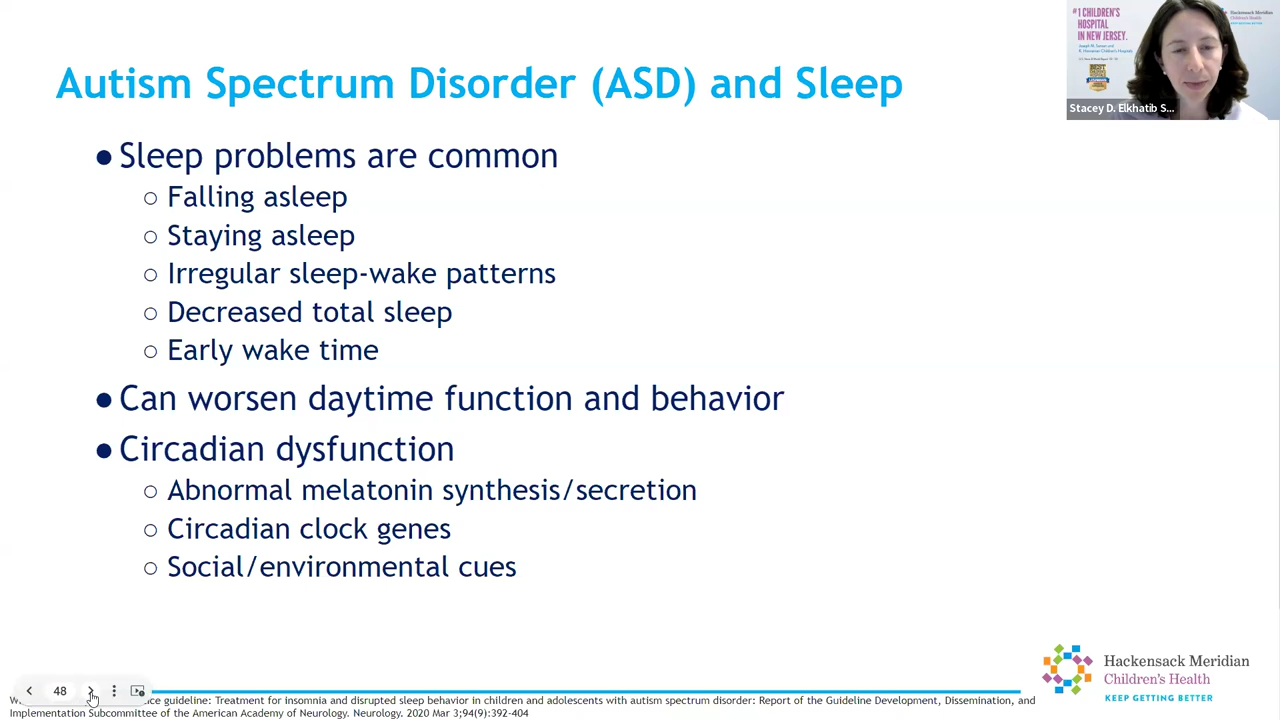 #1 CHILDREN'S
HOSPITAL
IN NEW JERSEY.
Hackensack Meridian
Children's Health
Stacey D. Elkhatib S...
Autism Spectrum Disorder (ASD) and Sleep
● Sleep problems are common
○ Falling asleep
○ Staying asleep
○ Irregular sleep-wake patterns
○ Decreased total sleep
○ Early wake time
● Can worsen daytime function and behavior
● Circadian dysfunction
○ Abnormal melatonin synthesis/secretion
○ Circadian clock genes
○ Social/environmental cues
Hackensack Meridian
Children's Health
KEEP GETTING BETTER
48
guideline: Treatment for insomnia and disrupted sleep behavior in children and adolescents with autism spectrum disorder: Report of the Guideline Development, Dissemination, and
Implementation Subcommittee of the American Academy of Neurology. Neurology. 2020 Mar 3;94(9):392-404